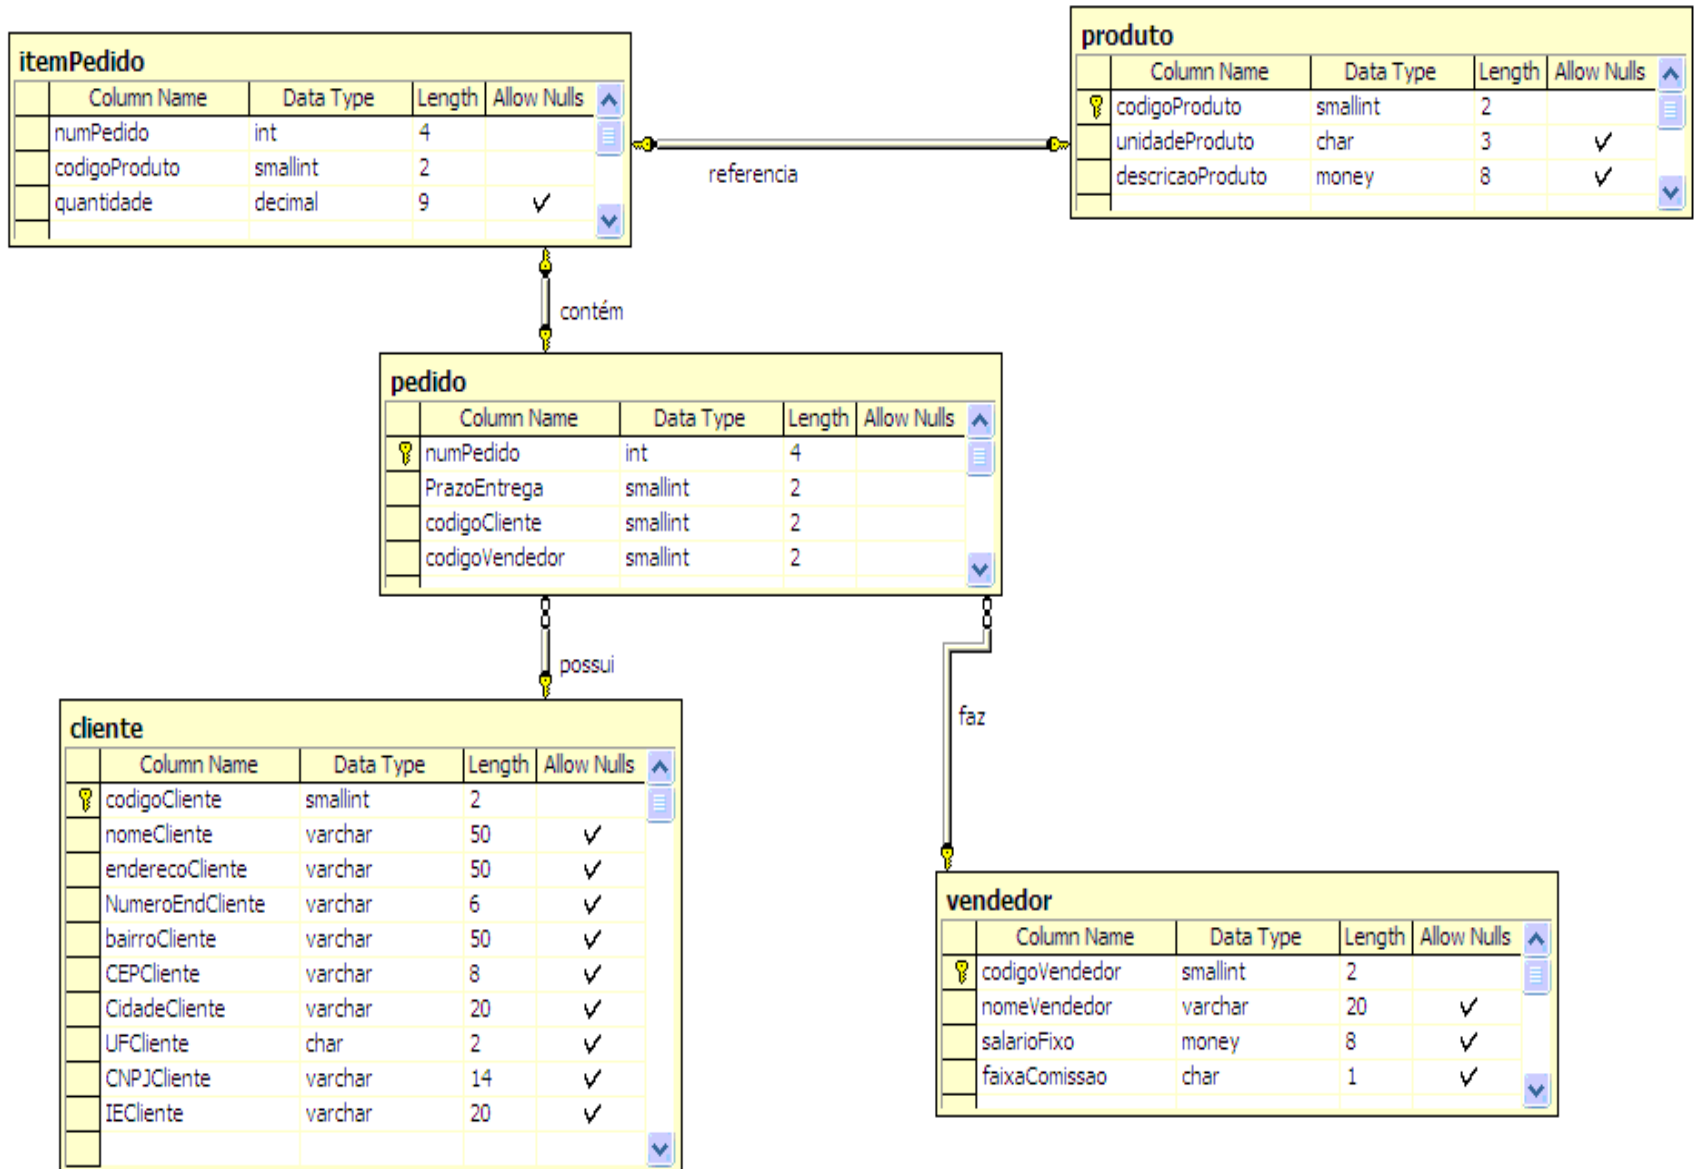 itemPedido
Column Name Data Type Length Allow Nulls
numPedido int 4
codigoProduto smallint 2
quantidade decimal 9
produto
Column Name Data Type Length Allow Nulls
codigoProduto smallint 2
unidadeProduto char 3
descricaoProduto money 8
referencia
contém
pedido
Column Name Data Type Length Allow Nulls
numPedido int 4
PrazoEntrega smallint 2
codigoCliente smallint 2
codigoVendedor smallint 2
possui
faz
cliente
Column Name Data Type Length Allow Nulls
codigoCliente smallint 2
nomeCliente varchar 50
enderecoCliente varchar 50
NumeroEndCliente varchar 6
bairroCliente varchar 50
CEPCliente varchar 8
CidadeCliente varchar 20
UFCliente char 2
CNPJCliente varchar 14
IECliente varchar 20
vendedor
Column Name Data Type Length Allow Nulls
codigoVendedor smallint 2
nomeVendedor varchar 20
salarioFixo money 8
faixaComissao char 1